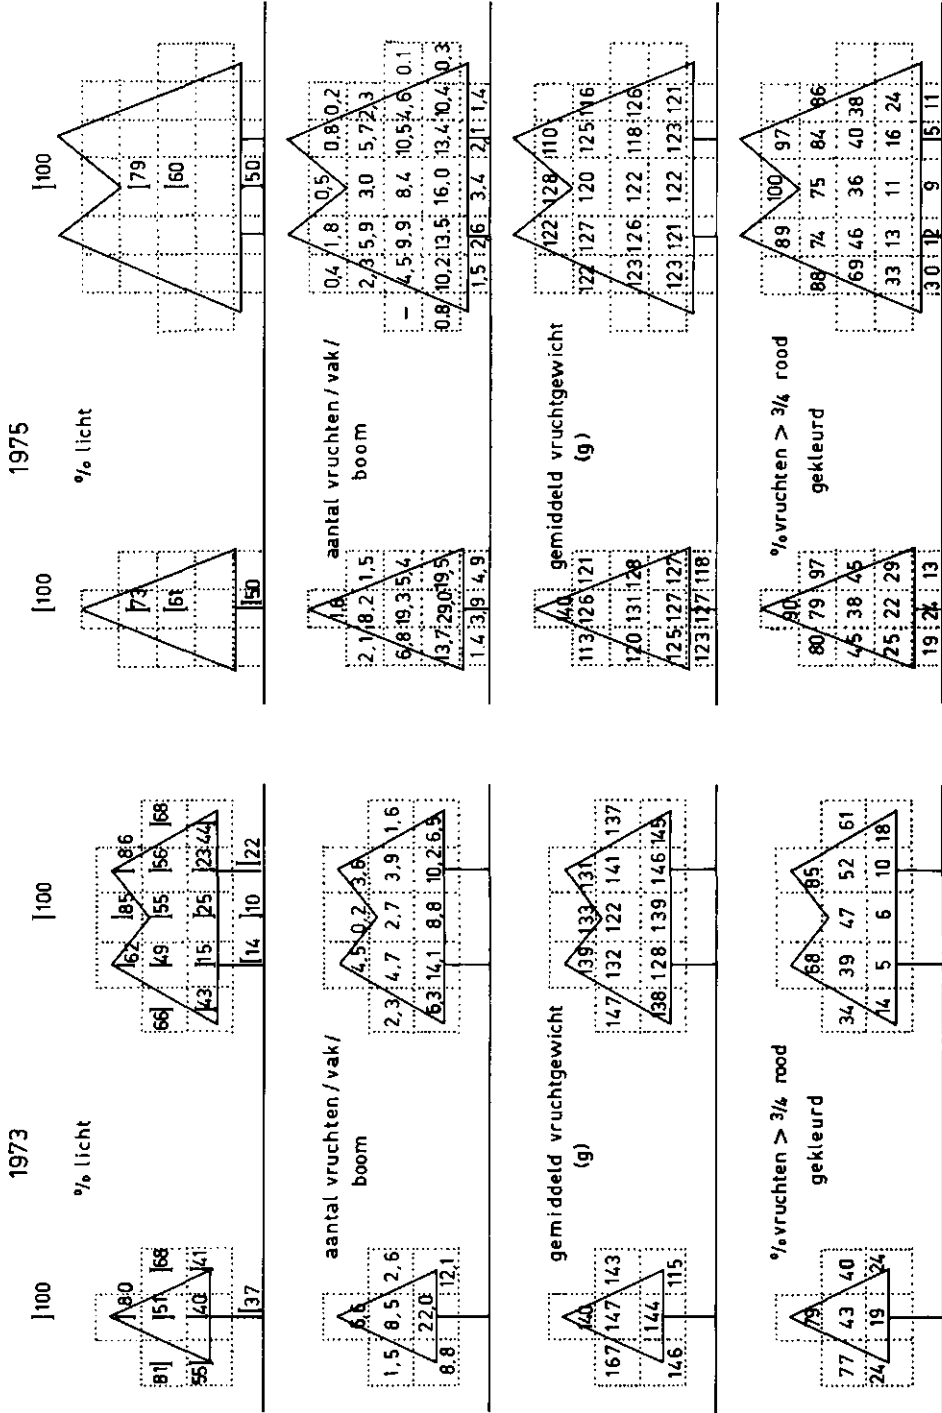 1973
]100 % licht ]100
]80 ]62 ]85 ]86
81] ]51 ]68 66] ]49 ]55 ]56 ]68
55] ]40 ]41 ]43 ]15 ]25 ]23 44]
]37 [14 ]10 [22
aantal vruchten / vak /
boom
6,6 4,5 0,2 3,6
1,5 8,5 2,6 2,3 4,7 2.7 3.9 1.6
8.8 22,0 12,1 6,3 14,1 8,8 10,2 6,5
gemiddeld vruchtgewicht
(g)
140 139 133 131
167 147 143 147 132 122 141 137
146 144 115 138 128 139 146 145
% vruchten > 3/4 rood
gekleurd
79 68 85
77 43 40 34 39 47 52 61
24 19 24 14 5 6 10 18
1975
]100 % licht ]100
]73 ]79
]61 ]60
]50 ]50
aantal vruchten / vak /
boom
1,6 0,4 1,8 0,5 0,8 0,2
2,1 18,2 1,5 2,3 5,9 3.0 5,7 2,3
6,8 19,3 5,4 – 4,5 9.9 8,4 10,5 4,6 0.1
13,7 29,0 19,5 0.8 10,2 13,5 16.0 13,4 10,4 0,3
1.4 3,9 4,9 1,5 2,6 3.4 2,1 1,4
gemiddeld vruchtgewicht
(g)
140 122 128 110
113 126 121 122 127 120 125 116
120 131 128 123 126 122 118 126
125 127 127 123 121 122 123 121
123 127 118
% vruchten > 3/4 rood
gekleurd
90 89 100 97
80 79 97 88 74 75 84 86
45 38 45 69 46 36 40 38
25 22 29 33 13 11 16 24
19 24 13 30 12 9 15 11